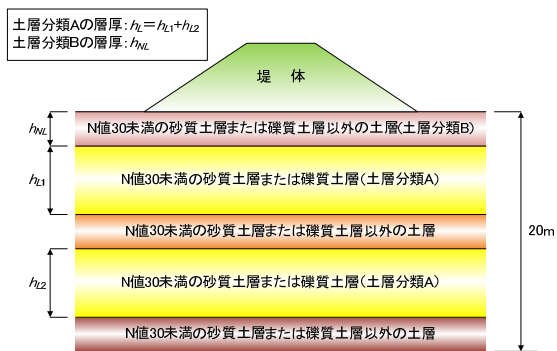 土層分類Aの層厚：hL＝hL1+hL2
土層分類Bの層厚：hNL
堤　体
hNL
N値30未満の砂質土層または礫質土層以外の土層(土層分類B)
hL1
N値30未満の砂質土層または礫質土層(土層分類A)
N値30未満の砂質土層または礫質土層以外の土層
20m
hL2
N値30未満の砂質土層または礫質土層(土層分類A)
N値30未満の砂質土層または礫質土層以外の土層